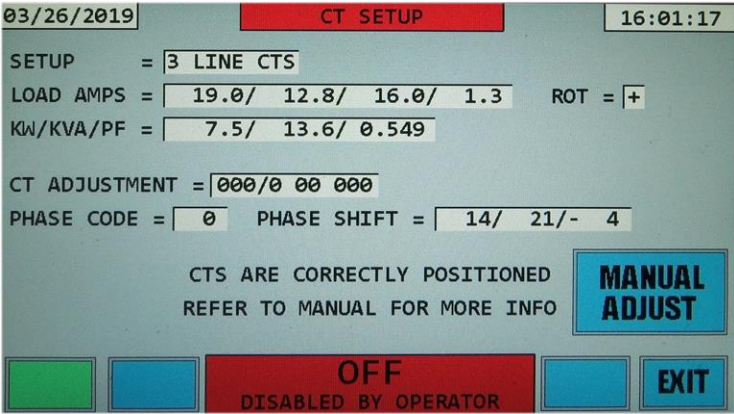 03/26/2019 CT SETUP 16:01:17
SETUP = 3 LINE CTS
LOAD AMPS = 19.0/ 12.8/ 16.0/ 1.3 ROT = +
KW/KVA/PF = 7.5/ 13.6/ 0.549
CT ADJUSTMENT = 000/0 00 000
PHASE CODE = 0 PHASE SHIFT = 14/ 21/- 4
CTS ARE CORRECTLY POSITIONED
REFER TO MANUAL FOR MORE INFO
MANUAL
ADJUST
OFF
DISABLED BY OPERATOR
EXIT